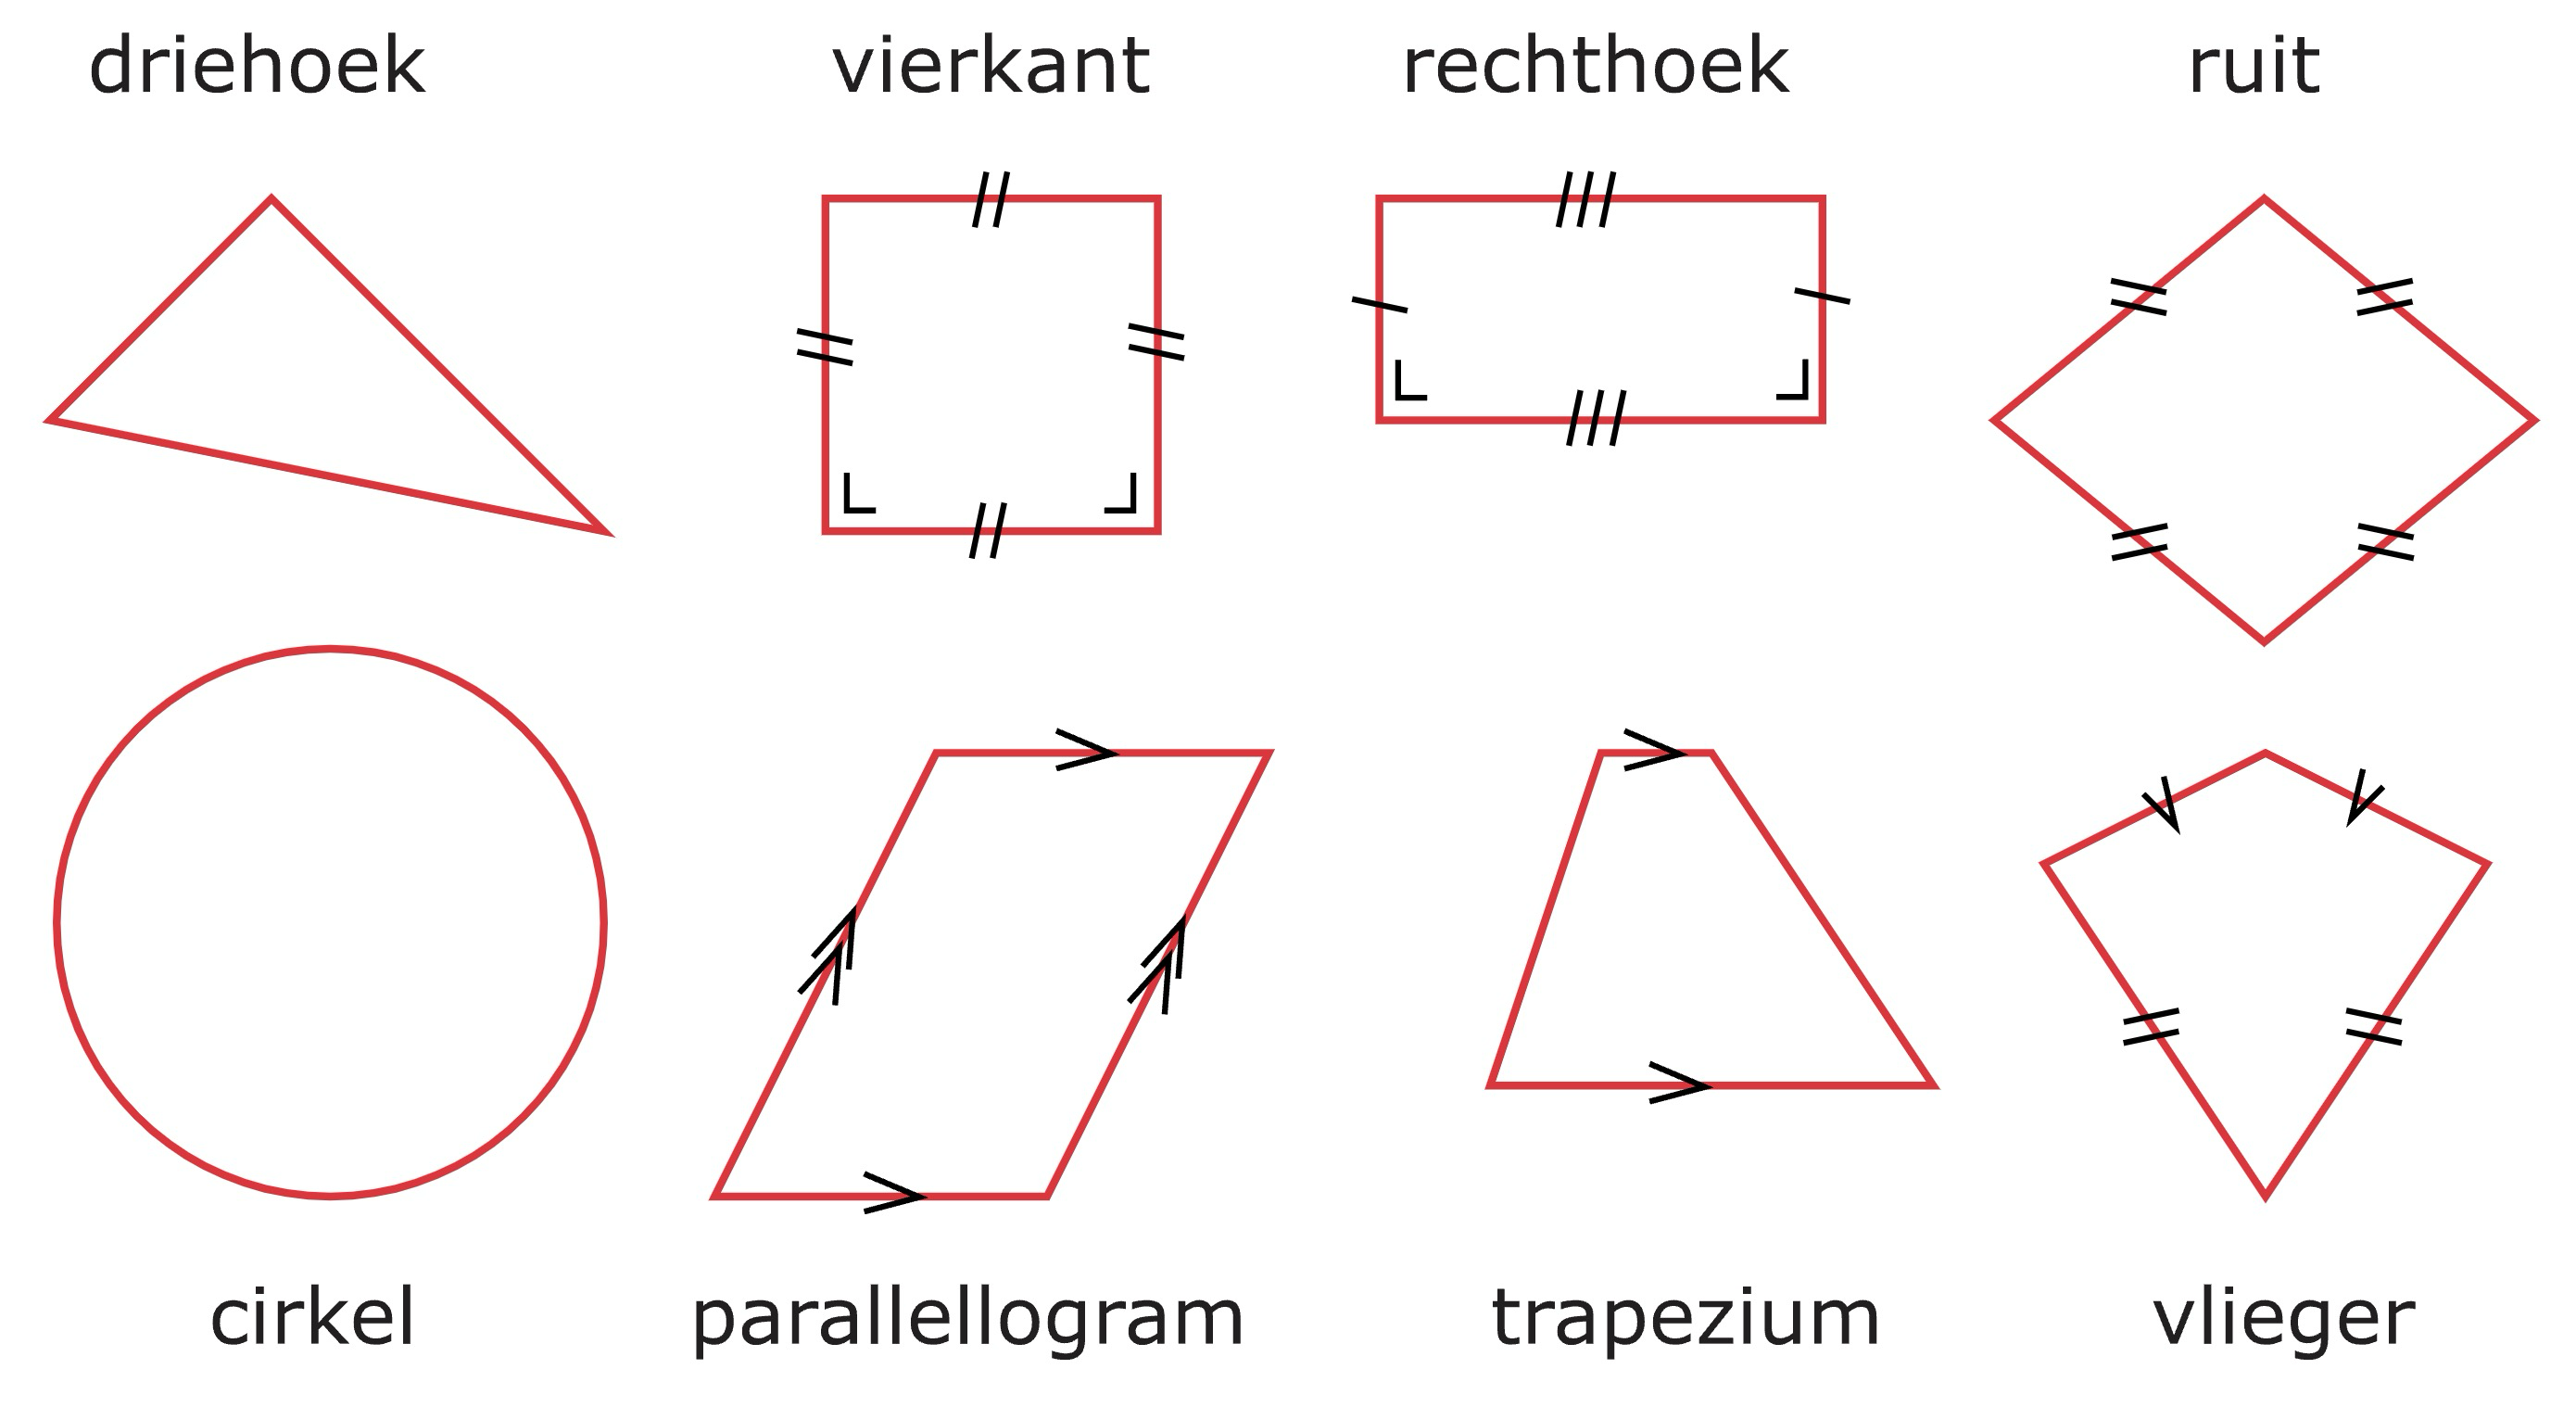 driehoek
vierkant
rechthoek
ruit
cirkel
parallellogram
trapezium
vlieger